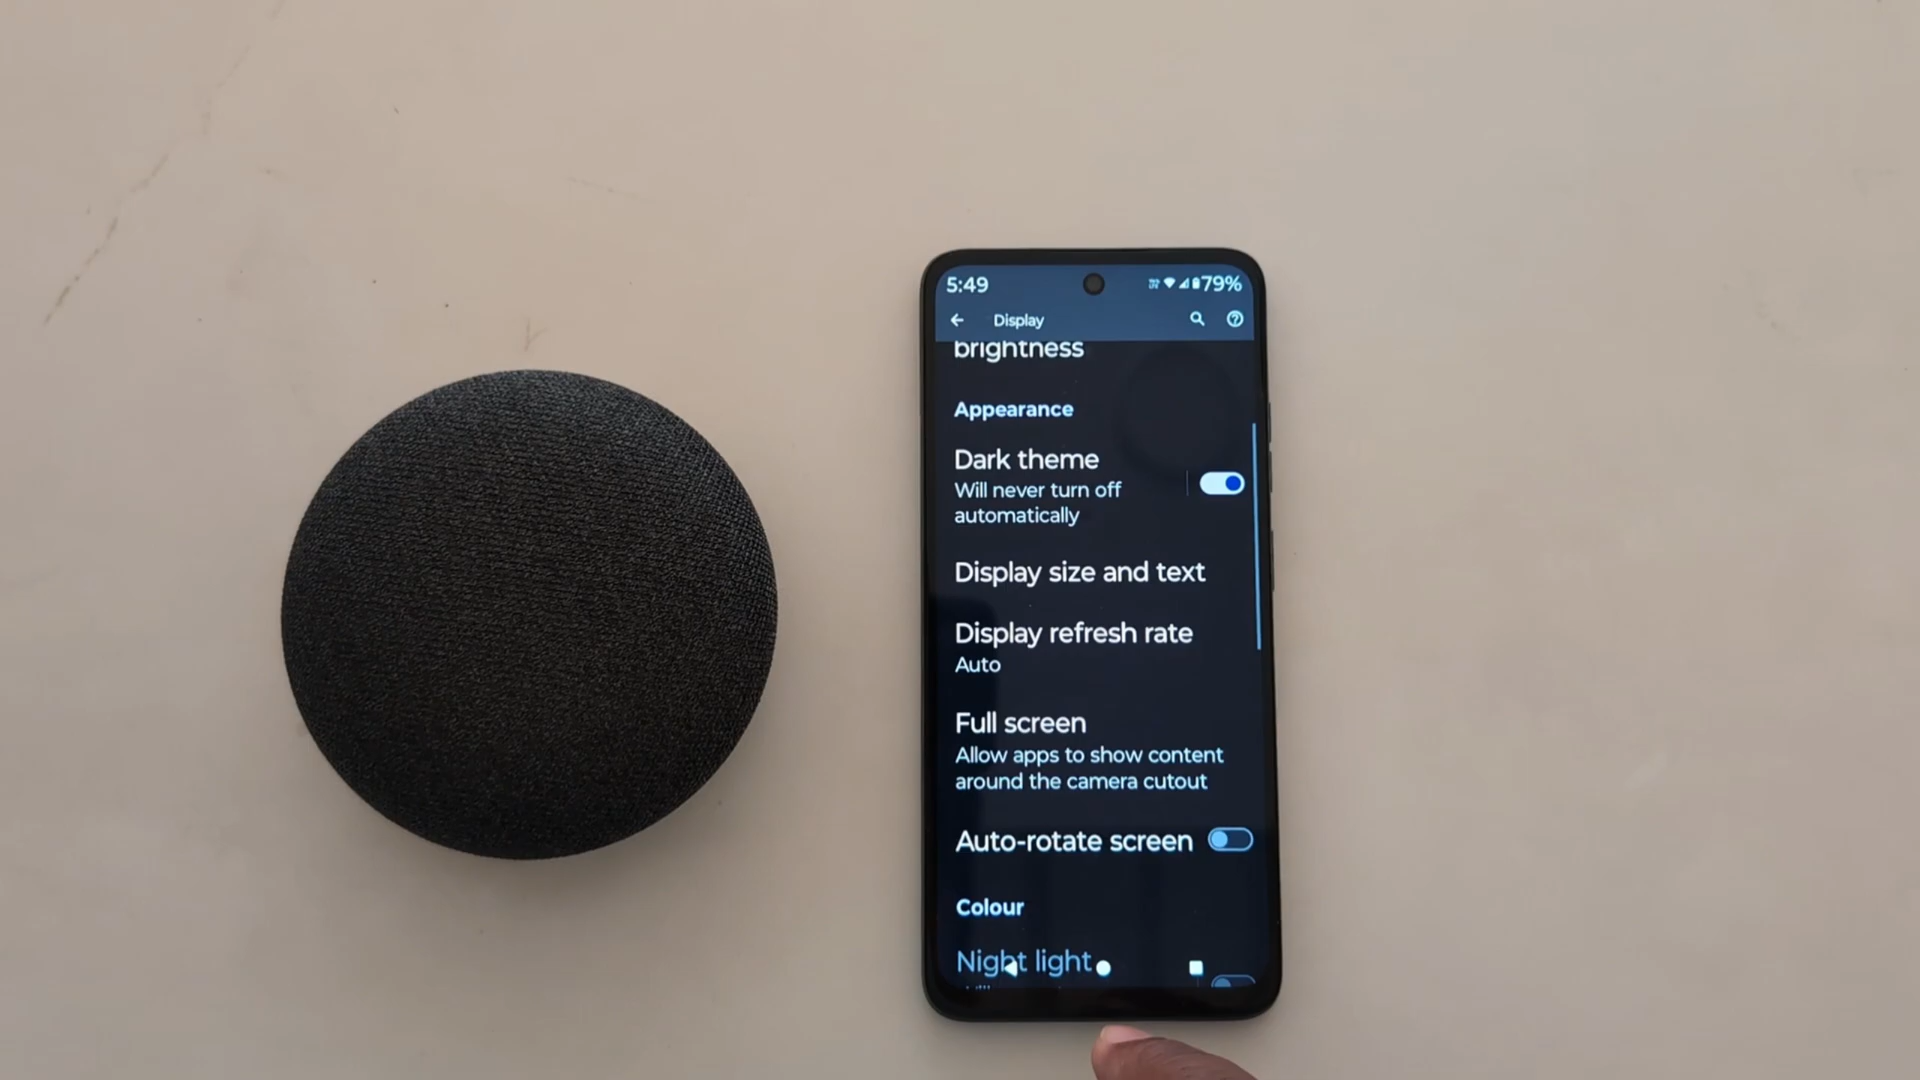 5:49
79%
Display
brightness
Appearance
Dark theme
Will never turn off
automatically
Display size and text
Display refresh rate
Auto
Full screen
Allow apps to show content
around the camera cutout
Auto-rotate screen
Colour
Night light